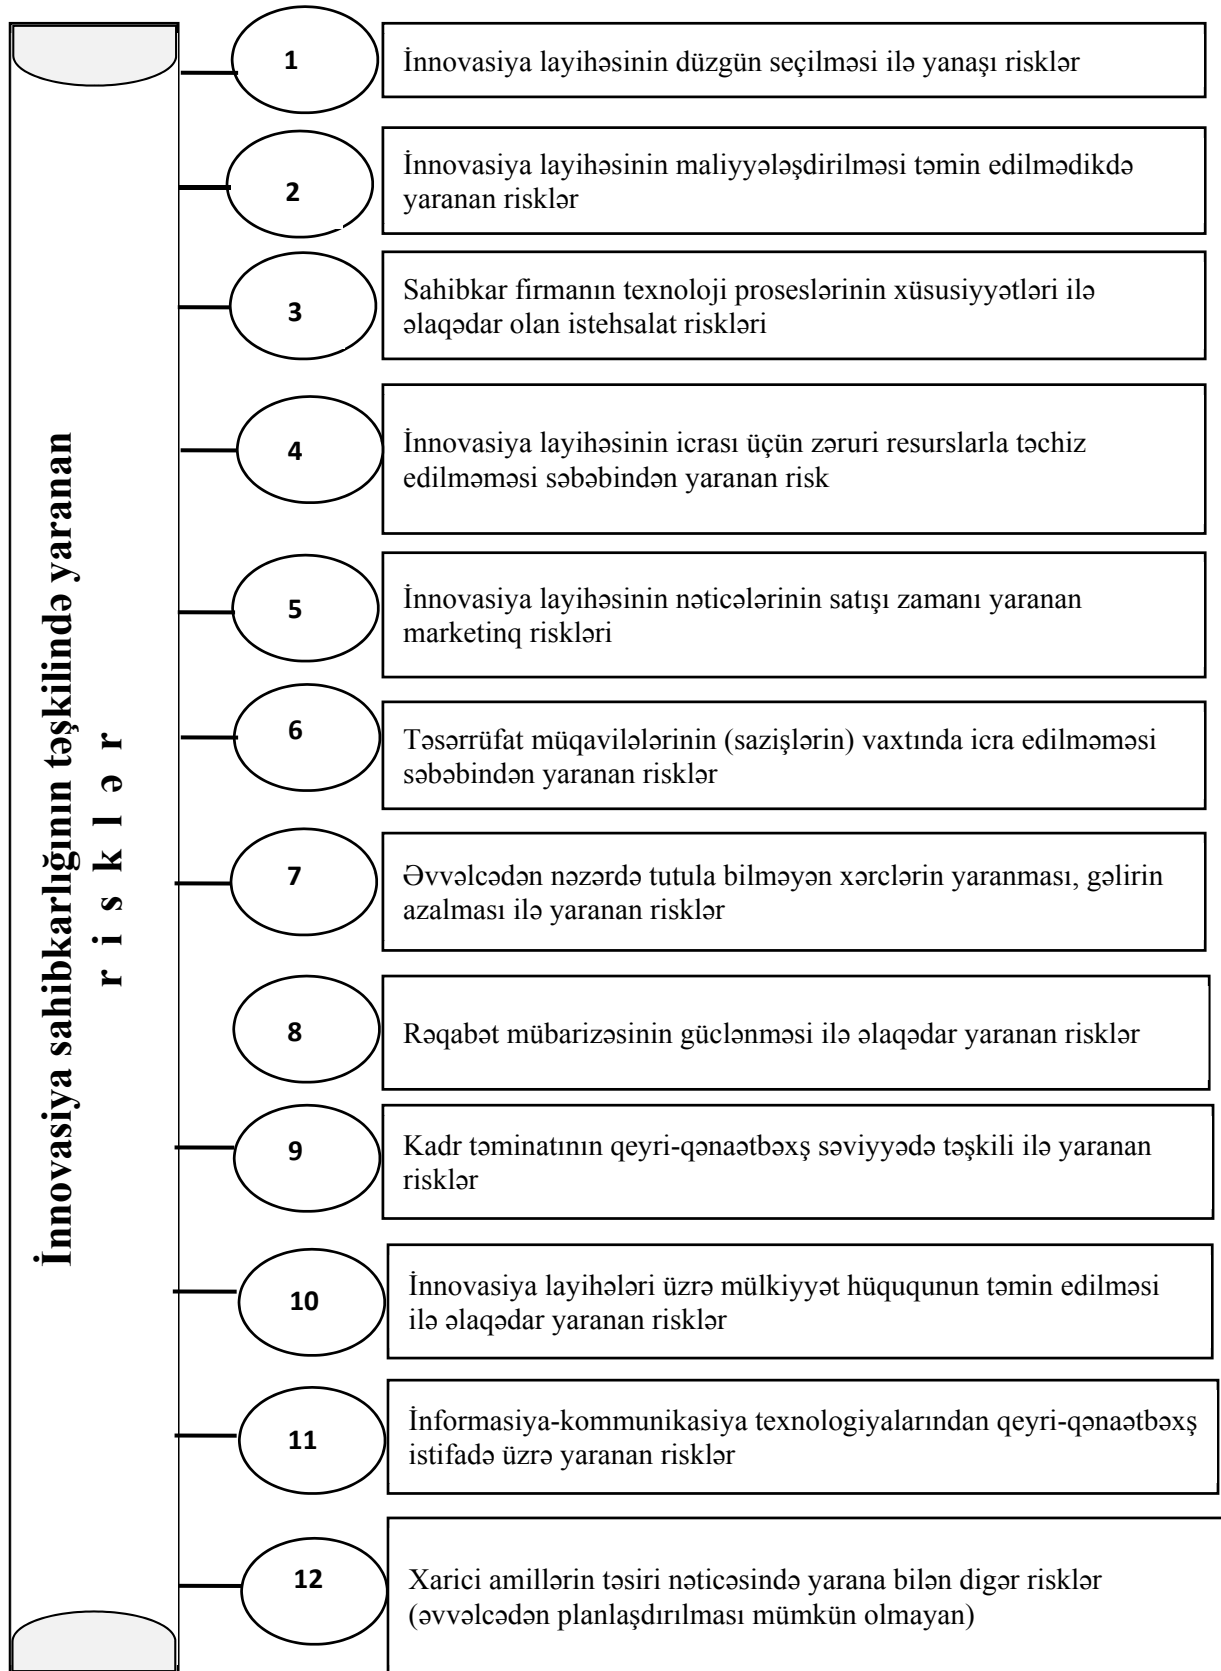 İnnovasiya sahibkarlığının təşkilində yaranan
r i s k l ə r
1
İnnovasiya layihəsinin düzgün seçilməsi ilə yanaşı risklər
2
İnnovasiya layihəsinin maliyyələşdirilməsi təmin edilmədikdə
yaranan risklər
3
Sahibkar firmanın texnoloji proseslərinin xüsusiyyətləri ilə
əlaqədar olan istehsalat riskləri
4
İnnovasiya layihəsinin icrası üçün zəruri resurslarla təchiz
edilməməsi səbəbindən yaranan risk
5
İnnovasiya layihəsinin nəticələrinin satışı zamanı yaranan
marketinq riskləri
6
Təsərrüfat müqavilələrinin (sazişlərin) vaxtında icra edilməməsi
səbəbindən yaranan risklər
7
Əvvəlcədən nəzərdə tutula bilməyən xərclərin yaranması, gəlirin
azalması ilə yaranan risklər
8
Rəqabət mübarizəsinin güclənməsi ilə əlaqədar yaranan risklər
9
Kadr təminatının qeyri-qənaətbəxş səviyyədə təşkili ilə yaranan
risklər
10
İnnovasiya layihələri üzrə mülkiyyət hüququnun təmin edilməsi
ilə əlaqədar yaranan risklər
11
İnformasiya-kommunikasiya texnologiyalarından qeyri-qənaətbəxş
istifadə üzrə yaranan risklər
12
Xarici amillərin təsiri nəticəsində yarana bilən digər risklər
(əvvəlcədən planlaşdırılması mümkün olmayan)